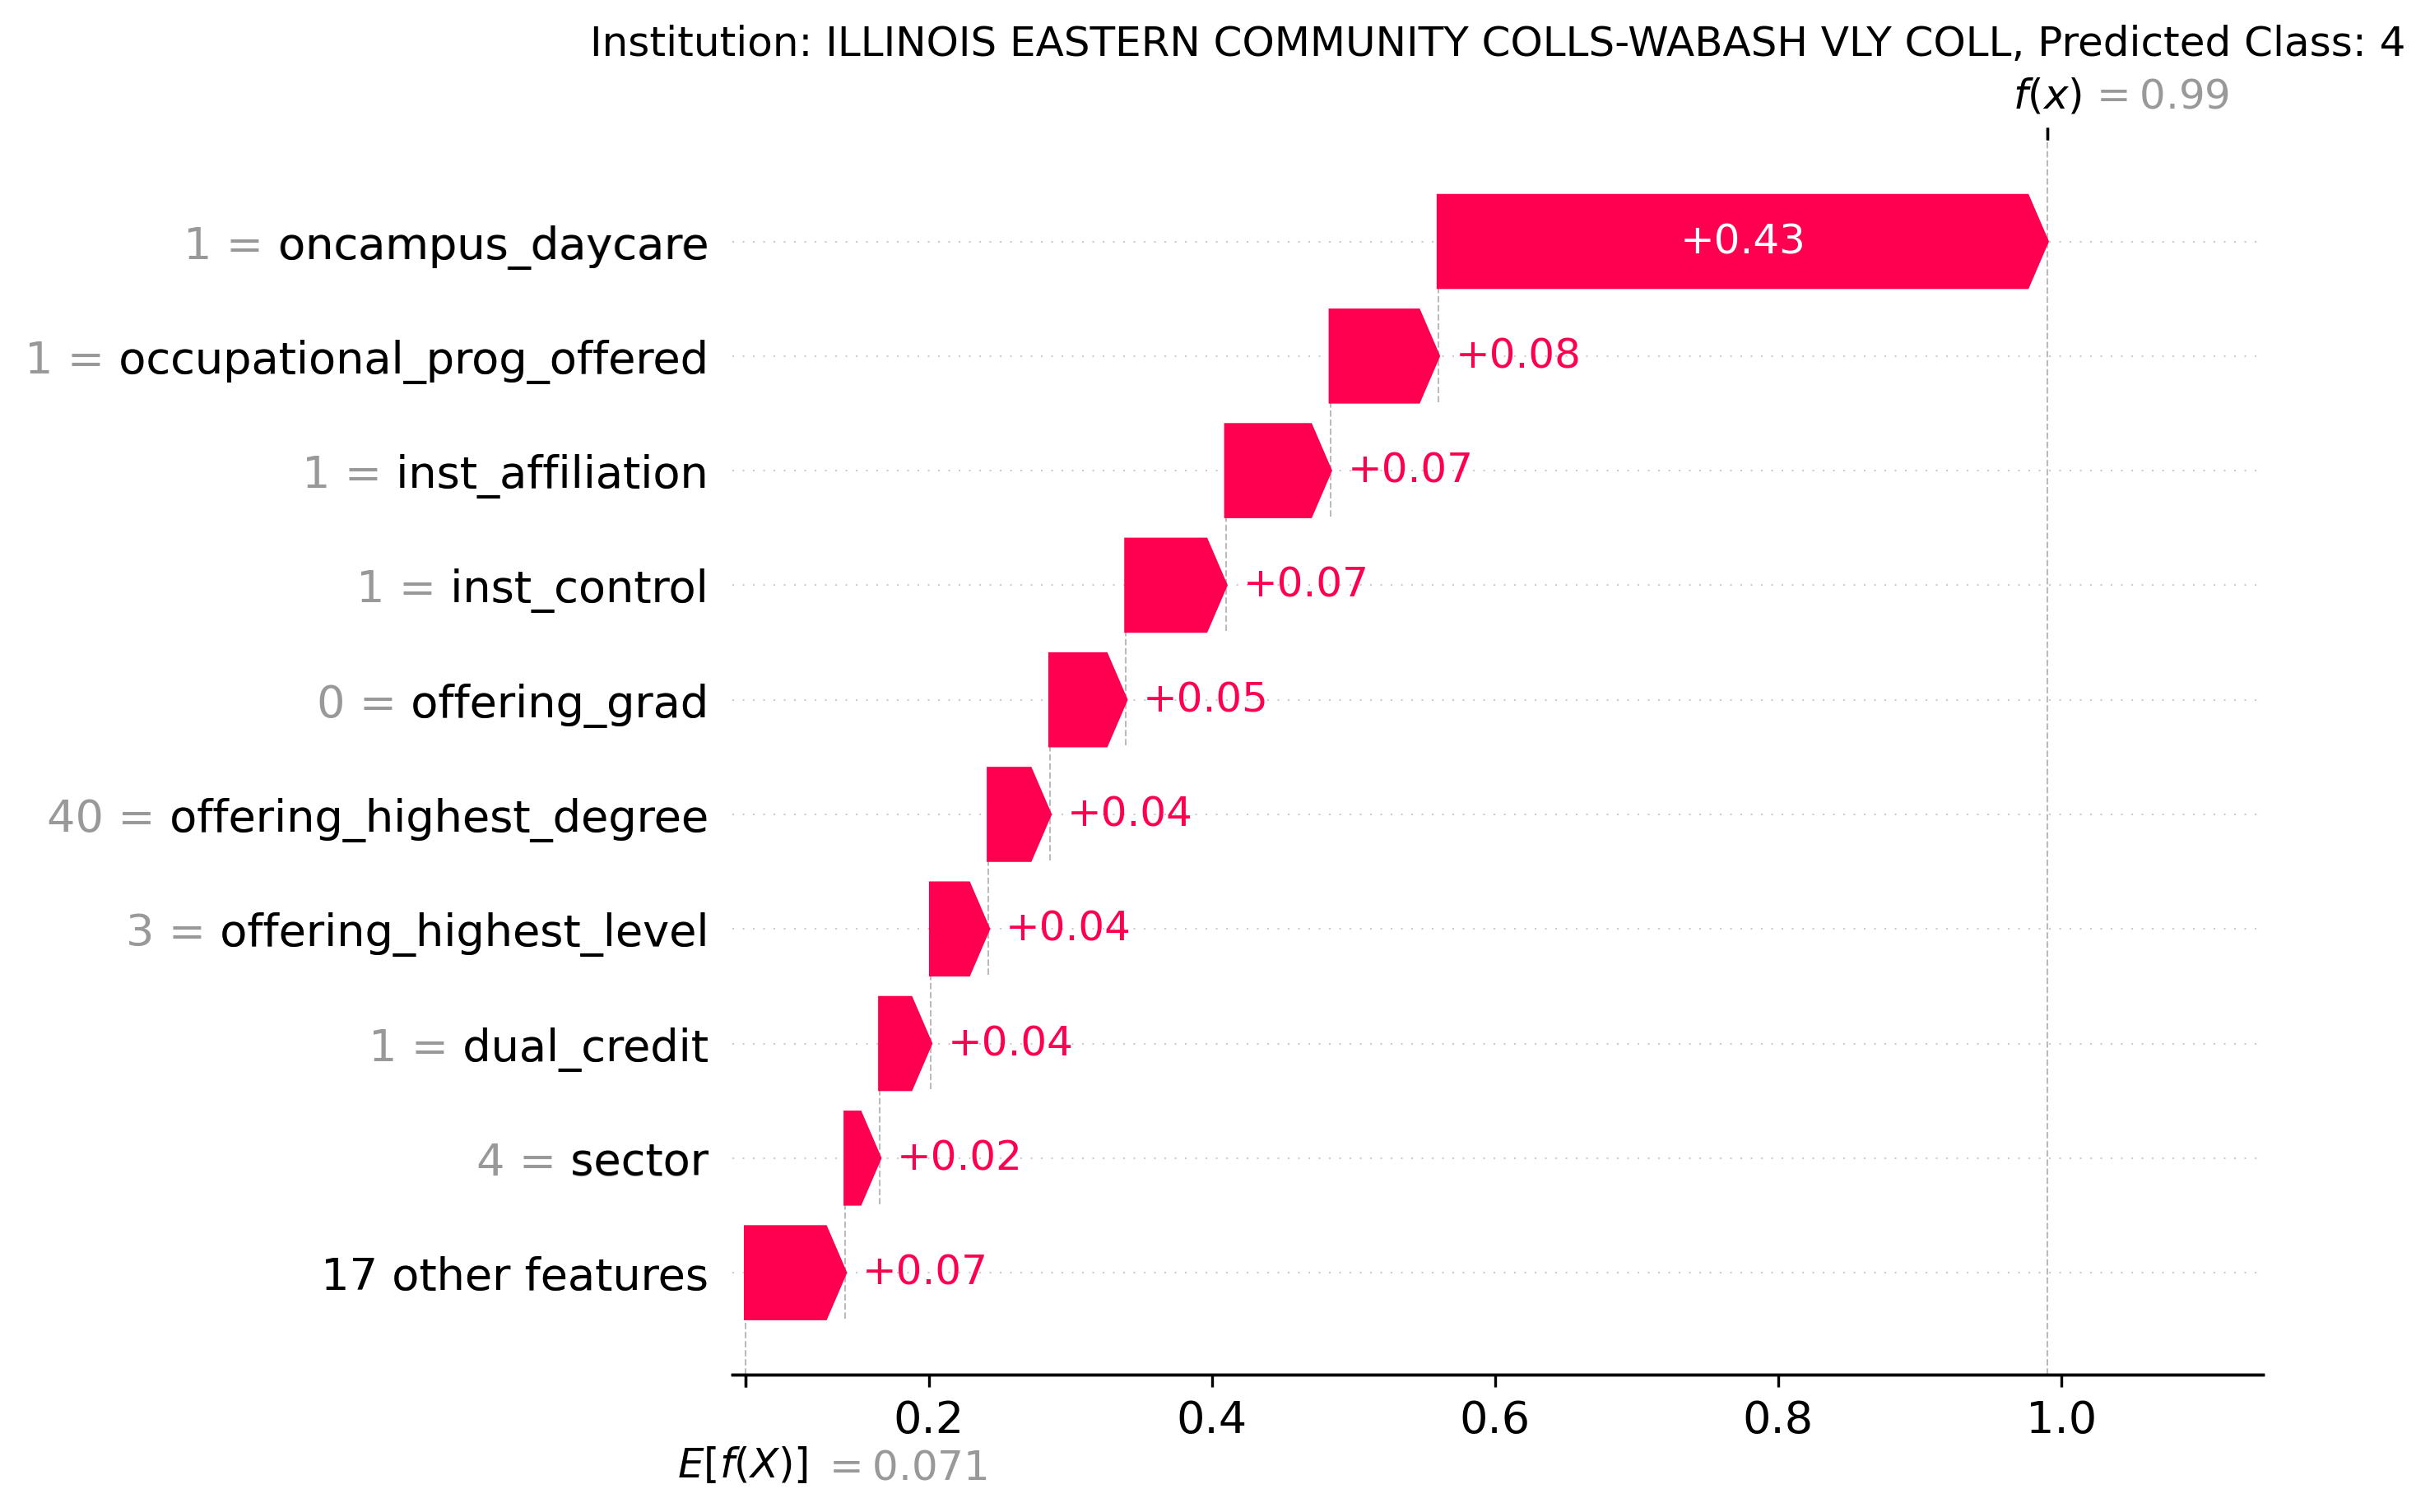 Institution: ILLINOIS EASTERN COMMUNITY COLLS-WABASH VLY COLL, Predicted Class: 4
f(x) = 0.99
1 = oncampus_daycare +0.43
1 = occupational_prog_offered +0.08
1 = inst_affiliation +0.07
1 = inst_control +0.07
0 = offering_grad +0.05
40 = offering_highest_degree +0.04
3 = offering_highest_level +0.04
1 = dual_credit +0.04
4 = sector +0.02
17 other features +0.07
0.2 0.4 0.6 0.8 1.0
E[f(X)] = 0.071